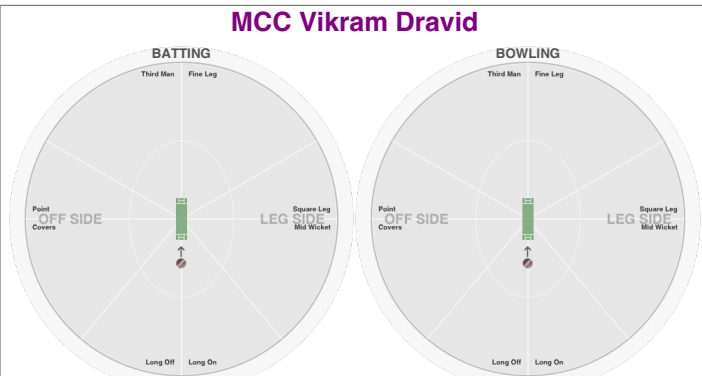 MCC Vikram Dravid
BATTING
Third Man Fine Leg
Point
OFF SIDE
Covers
Square Leg
LEG SIDE
Mid Wicket
Long Off Long On
BOWLING
Third Man Fine Leg
Point
OFF SIDE
Covers
Square Leg
LEG SIDE
Mid Wicket
Long Off Long On